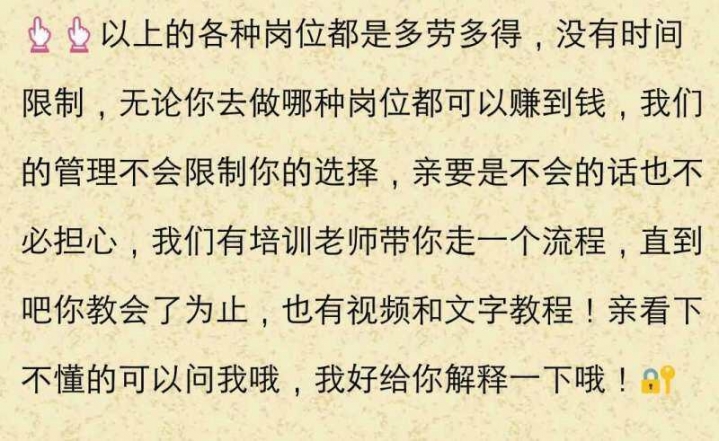 👆👆以上的各种岗位都是多劳多得，没有时间
限制，无论你去做哪种岗位都可以赚到钱，我们
的管理不会限制你的选择，亲要是不会的话也不
必担心，我们有培训老师带你走一个流程，直到
吧你教会了为止，也有视频和文字教程！亲看下
不懂的可以问我哦，我好给你解释一下哦！🔐